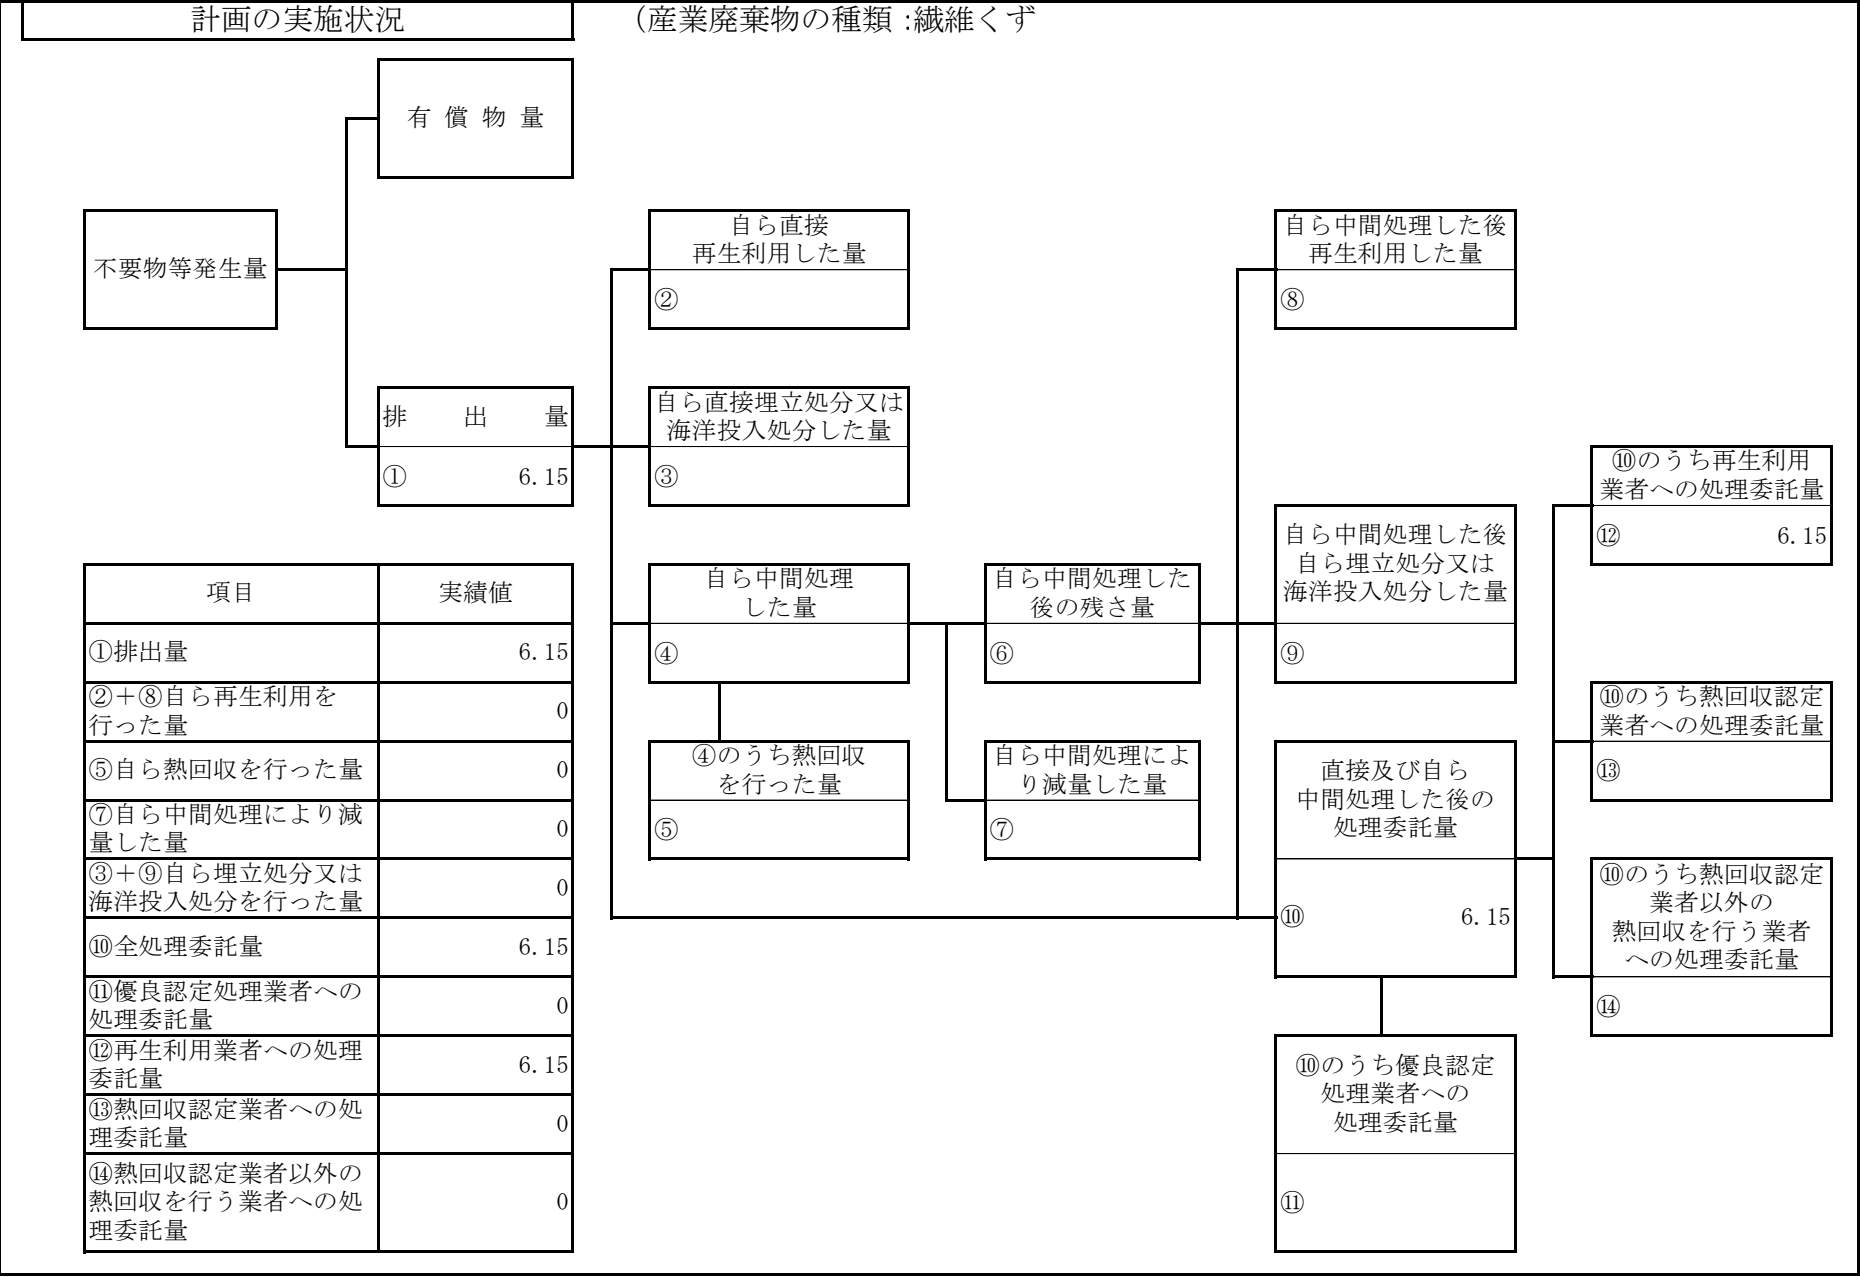 計画の実施状況
(産業廃棄物の種類:繊維くず
有償物量
不要物等発生量
自ら直接
再生利用した量
②
自ら中間処理した後
再生利用した量
⑧
排出量
① 6.15
自ら直接埋立処分又は
海洋投入処分した量
③
⑩のうち再生利用
業者への処理委託量
⑫ 6.15
自ら中間処理した後
自ら埋立処分又は
海洋投入処分した量
⑨
自ら中間処理
した量
④
自ら中間処理した
後の残さ量
⑥
④のうち熱回収
を行った量
⑤
自ら中間処理によ
り減量した量
⑦
直接及び自ら
中間処理した後の
処理委託量
⑩ 6.15
⑩のうち熱回収認定
業者への処理委託量
⑬
⑩のうち熱回収認定
業者以外の
熱回収を行う業者
への処理委託量
⑭
⑩のうち優良認定
処理業者への
処理委託量
⑪
項目 実績値
①排出量 6.15
②+⑧自ら再生利用を
行った量 0
⑤自ら熱回収を行った量 0
⑦自ら中間処理により減
量した量 0
③+⑨自ら埋立処分又は
海洋投入処分を行った量 0
⑩全処理委託量 6.15
⑪優良認定処理業者への
処理委託量 0
⑫再生利用業者への処理
委託量 6.15
⑬熱回収認定業者への処
理委託量 0
⑭熱回収認定業者以外の
熱回収を行う業者への処
理委託量 0